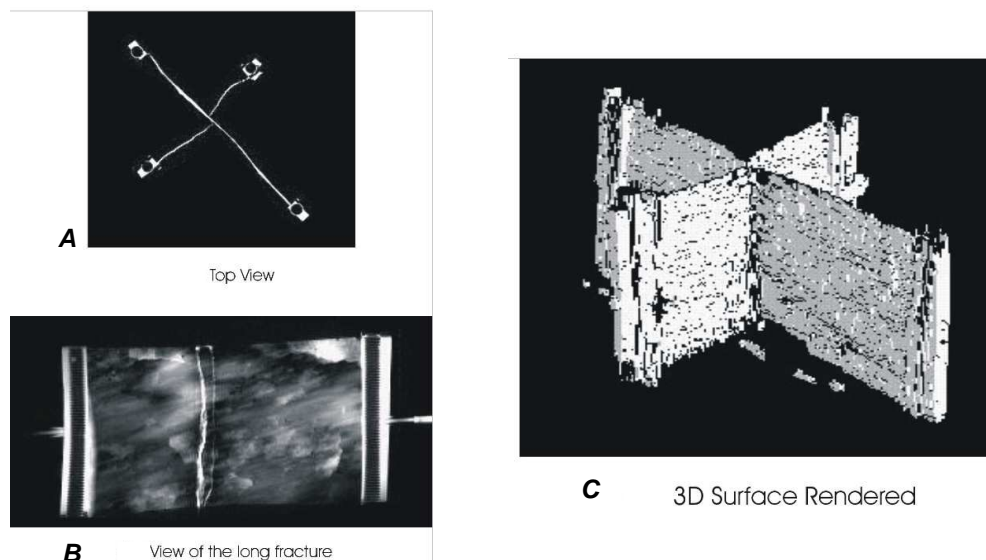 A
Top View
B
View of the long fracture
C
3D Surface Rendered